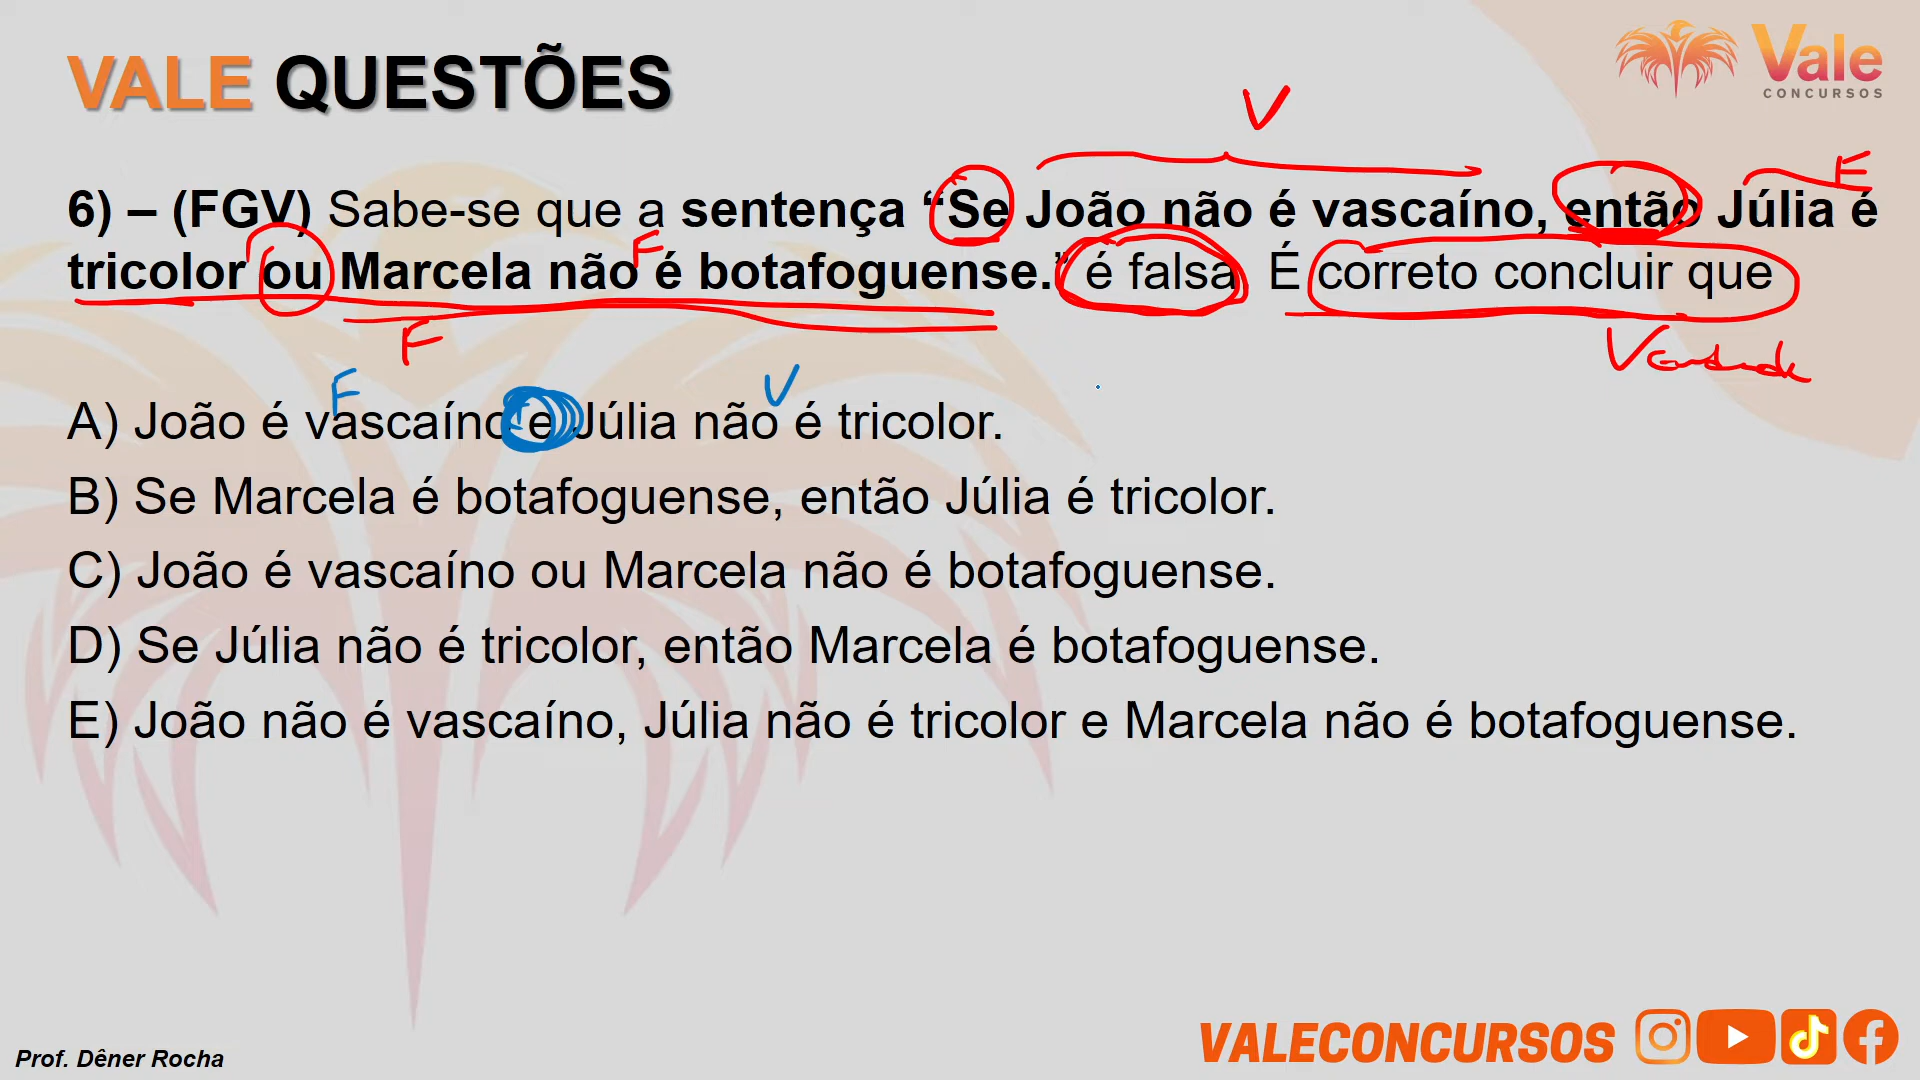 VALE QUESTÕES
Vale
CONCURSOS
V
F
6) – (FGV) Sabe-se que a sentença “Se João não é vascaíno, então Júlia é
F
tricolor ou Marcela não é botafoguense.” é falsa É correto concluir que
F
Verdade
F V
A) João é vascaíno e Júlia não é tricolor.
B) Se Marcela é botafoguense, então Júlia é tricolor.
C) João é vascaíno ou Marcela não é botafoguense.
D) Se Júlia não é tricolor, então Marcela é botafoguense.
E) João não é vascaíno, Júlia não é tricolor e Marcela não é botafoguense.
Prof. Dêner Rocha
VALECONCURSOS